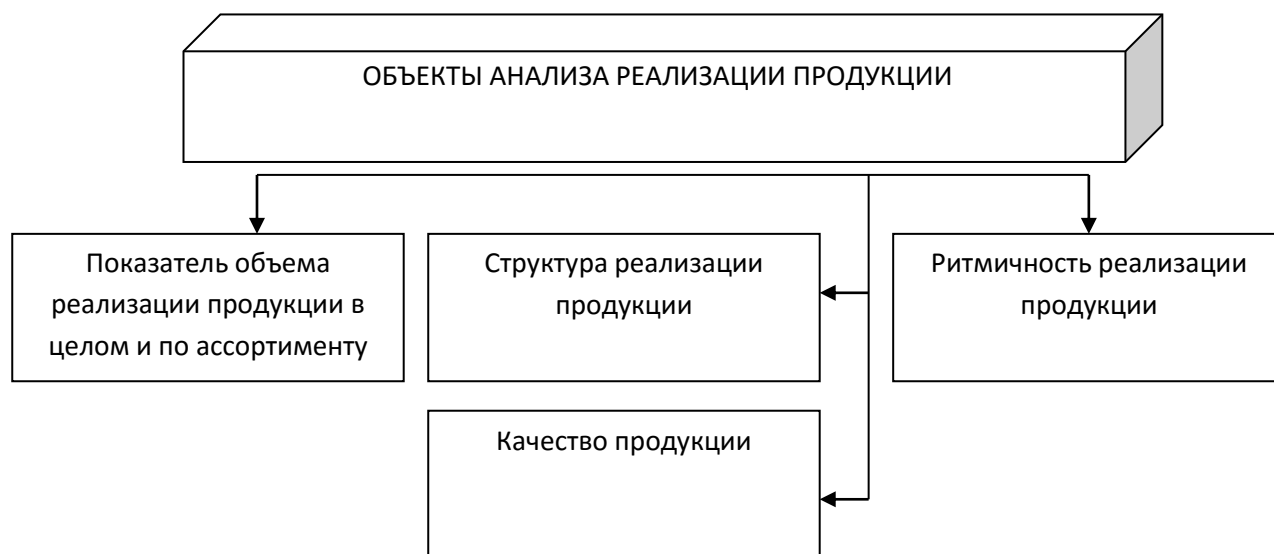 ОБЪЕКТЫ АНАЛИЗА РЕАЛИЗАЦИИ ПРОДУКЦИИ
Показатель объема
реализации продукции в
целом и по ассортименту
Структура реализации
продукции
Ритмичность реализации
продукции
Качество продукции